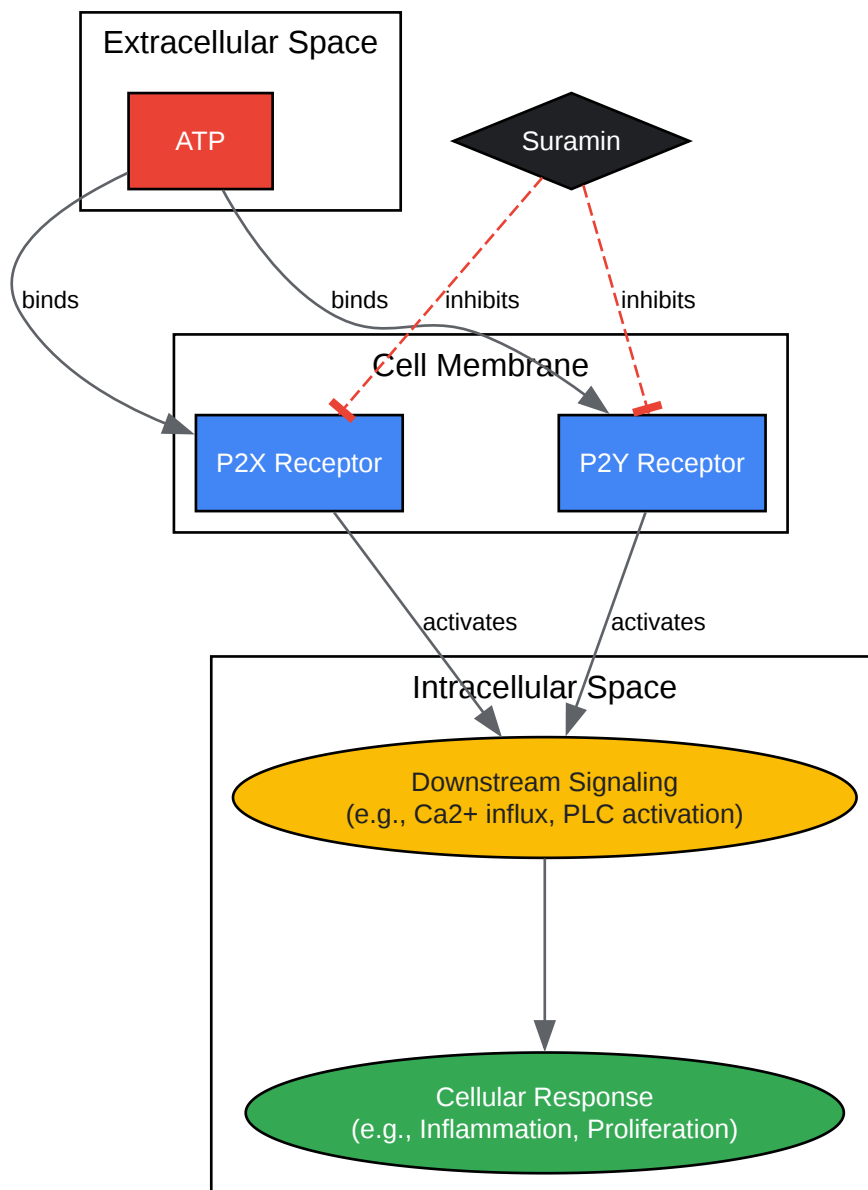 Extracellular Space
ATP
Suramin
binds
binds
inhibits
inhibits
Cell Membrane
P2X Receptor
P2Y Receptor
activates
activates
Intracellular Space
Downstream Signaling
(e.g., Ca2+ influx, PLC activation)
Cellular Response
(e.g., Inflammation, Proliferation)